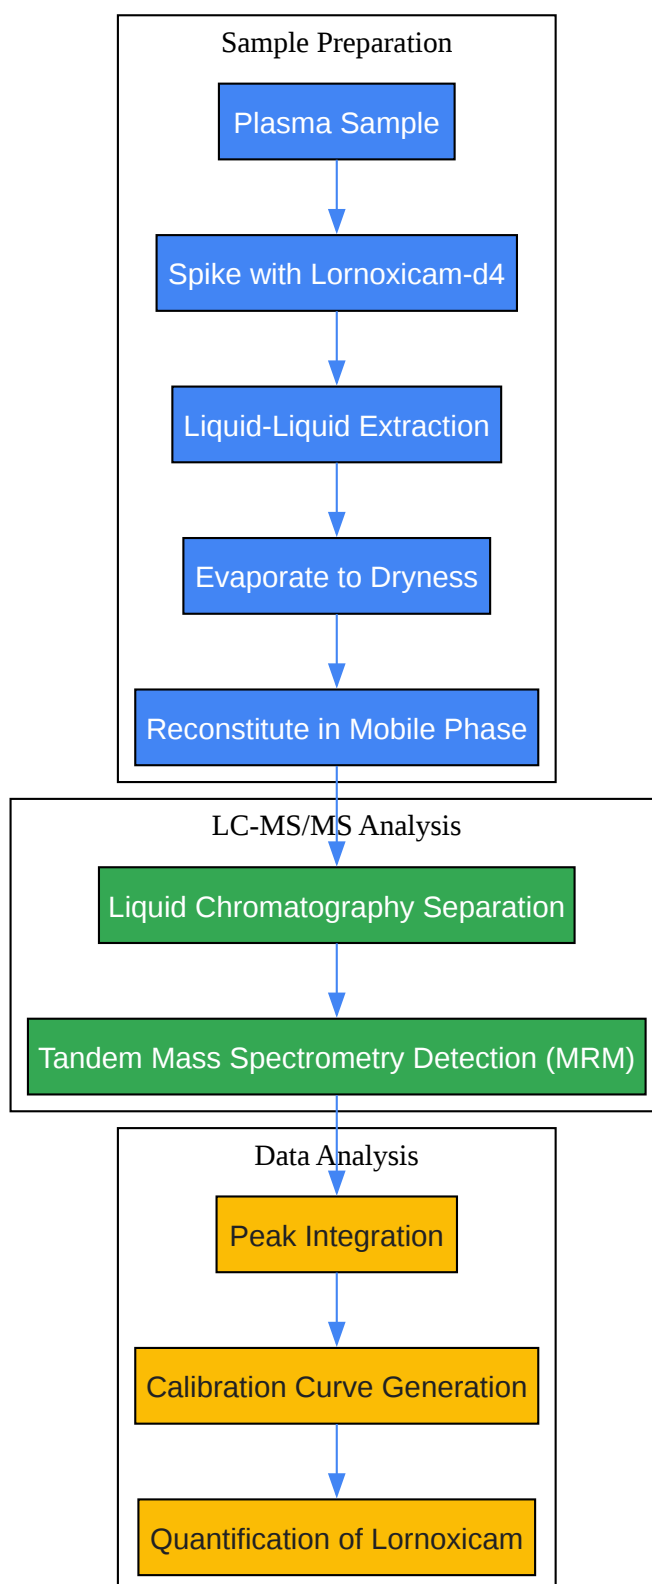 Sample Preparation
Plasma Sample
Spike with Lornoxicam-d4
Liquid-Liquid Extraction
Evaporate to Dryness
Reconstitute in Mobile Phase
LC-MS/MS Analysis
Liquid Chromatography Separation
Tandem Mass Spectrometry Detection (MRM)
Data Analysis
Peak Integration
Calibration Curve Generation
Quantification of Lornoxicam